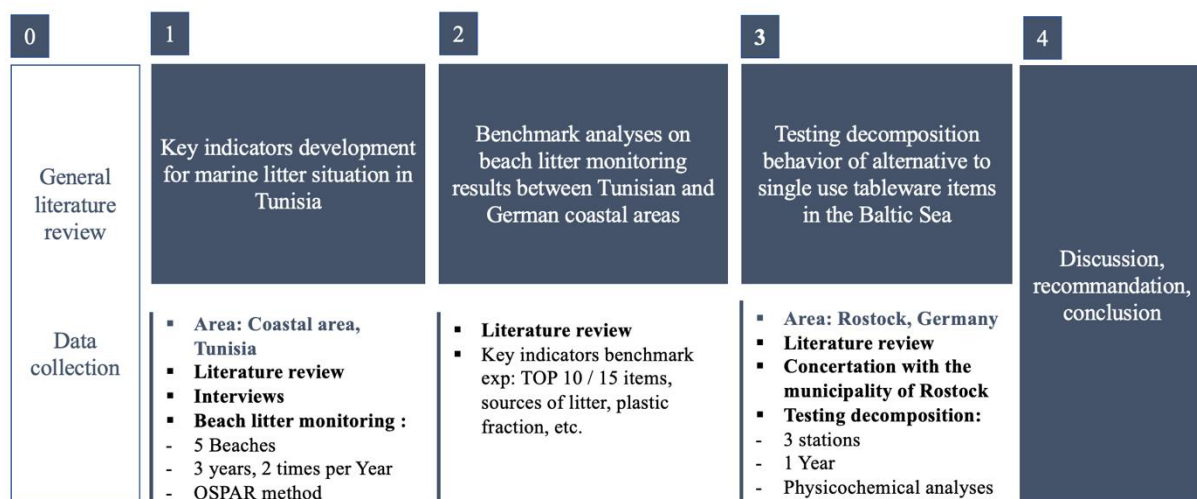 0
General
literature
review
Data
collection
1
Key indicators development
for marine litter situation in
Tunisia
▪ Area: Coastal area,
Tunisia
▪ Literature review
▪ Interviews
▪ Beach litter monitoring :
- 5 Beaches
- 3 years, 2 times per Year
- OSPAR method
2
Benchmark analyses on
beach litter monitoring
results between Tunisian and
German coastal areas
▪ Literature review
▪ Key indicators benchmark
exp: TOP 10 / 15 items,
sources of litter, plastic
fraction, etc.
3
Testing decomposition
behavior of alternative to
single use tableware items
in the Baltic Sea
▪ Area: Rostock, Germany
▪ Literature review
▪ Concertation with the
municipality of Rostock
▪ Testing decomposition:
- 3 stations
- 1 Year
- Physicochemical analyses
4
Discussion,
recommandation,
conclusion